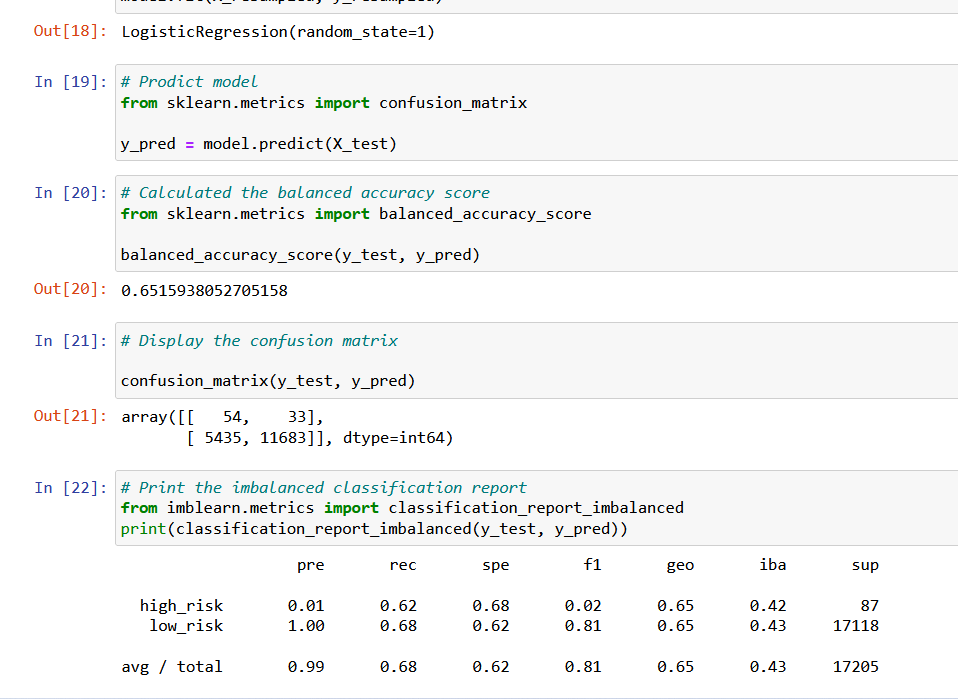 model.fit(X_resampled, y_resampled)
Out[18]: LogisticRegression(random_state=1)
In [19]: # Prodict model
from sklearn.metrics import confusion_matrix
y_pred = model.predict(X_test)
In [20]: # Calculated the balanced accuracy score
from sklearn.metrics import balanced_accuracy_score
balanced_accuracy_score(y_test, y_pred)
Out[20]: 0.6515938052705158
In [21]: # Display the confusion matrix
confusion_matrix(y_test, y_pred)
Out[21]: array([[   54,    33],
       [ 5435, 11683]], dtype=int64)
In [22]: # Print the imbalanced classification report
from imblearn.metrics import classification_report_imbalanced
print(classification_report_imbalanced(y_test, y_pred))
pre rec spe f1 geo iba sup
high_risk 0.01 0.62 0.68 0.02 0.65 0.42 87
low_risk 1.00 0.68 0.62 0.81 0.65 0.43 17118
avg / total 0.99 0.68 0.62 0.81 0.65 0.43 17205